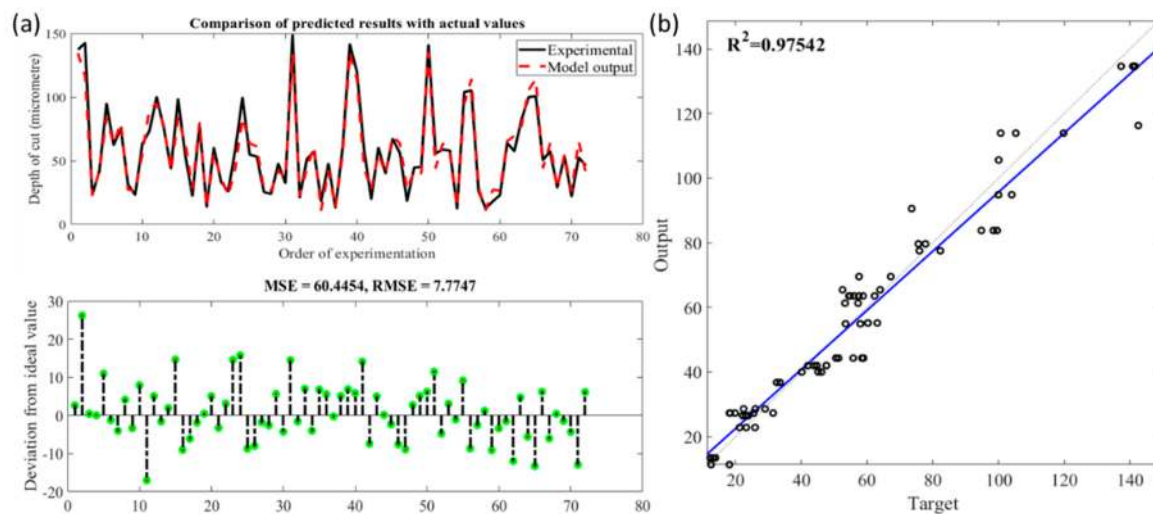 (a)
Comparison of predicted results with actual values
150
100
50
0
Depth of cut (micrometre)
Experimental
Model output
0 10 20 30 40 50 60 70 80
Order of experimentation
MSE = 60.4454, RMSE = 7.7747
30
20
10
0
-10
-20
Deviation from ideal value
0 10 20 30 40 50 60 70 80
(b)
R²=0.97542
140
120
100
80
60
40
20
Output
20 40 60 80 100 120 140
Target